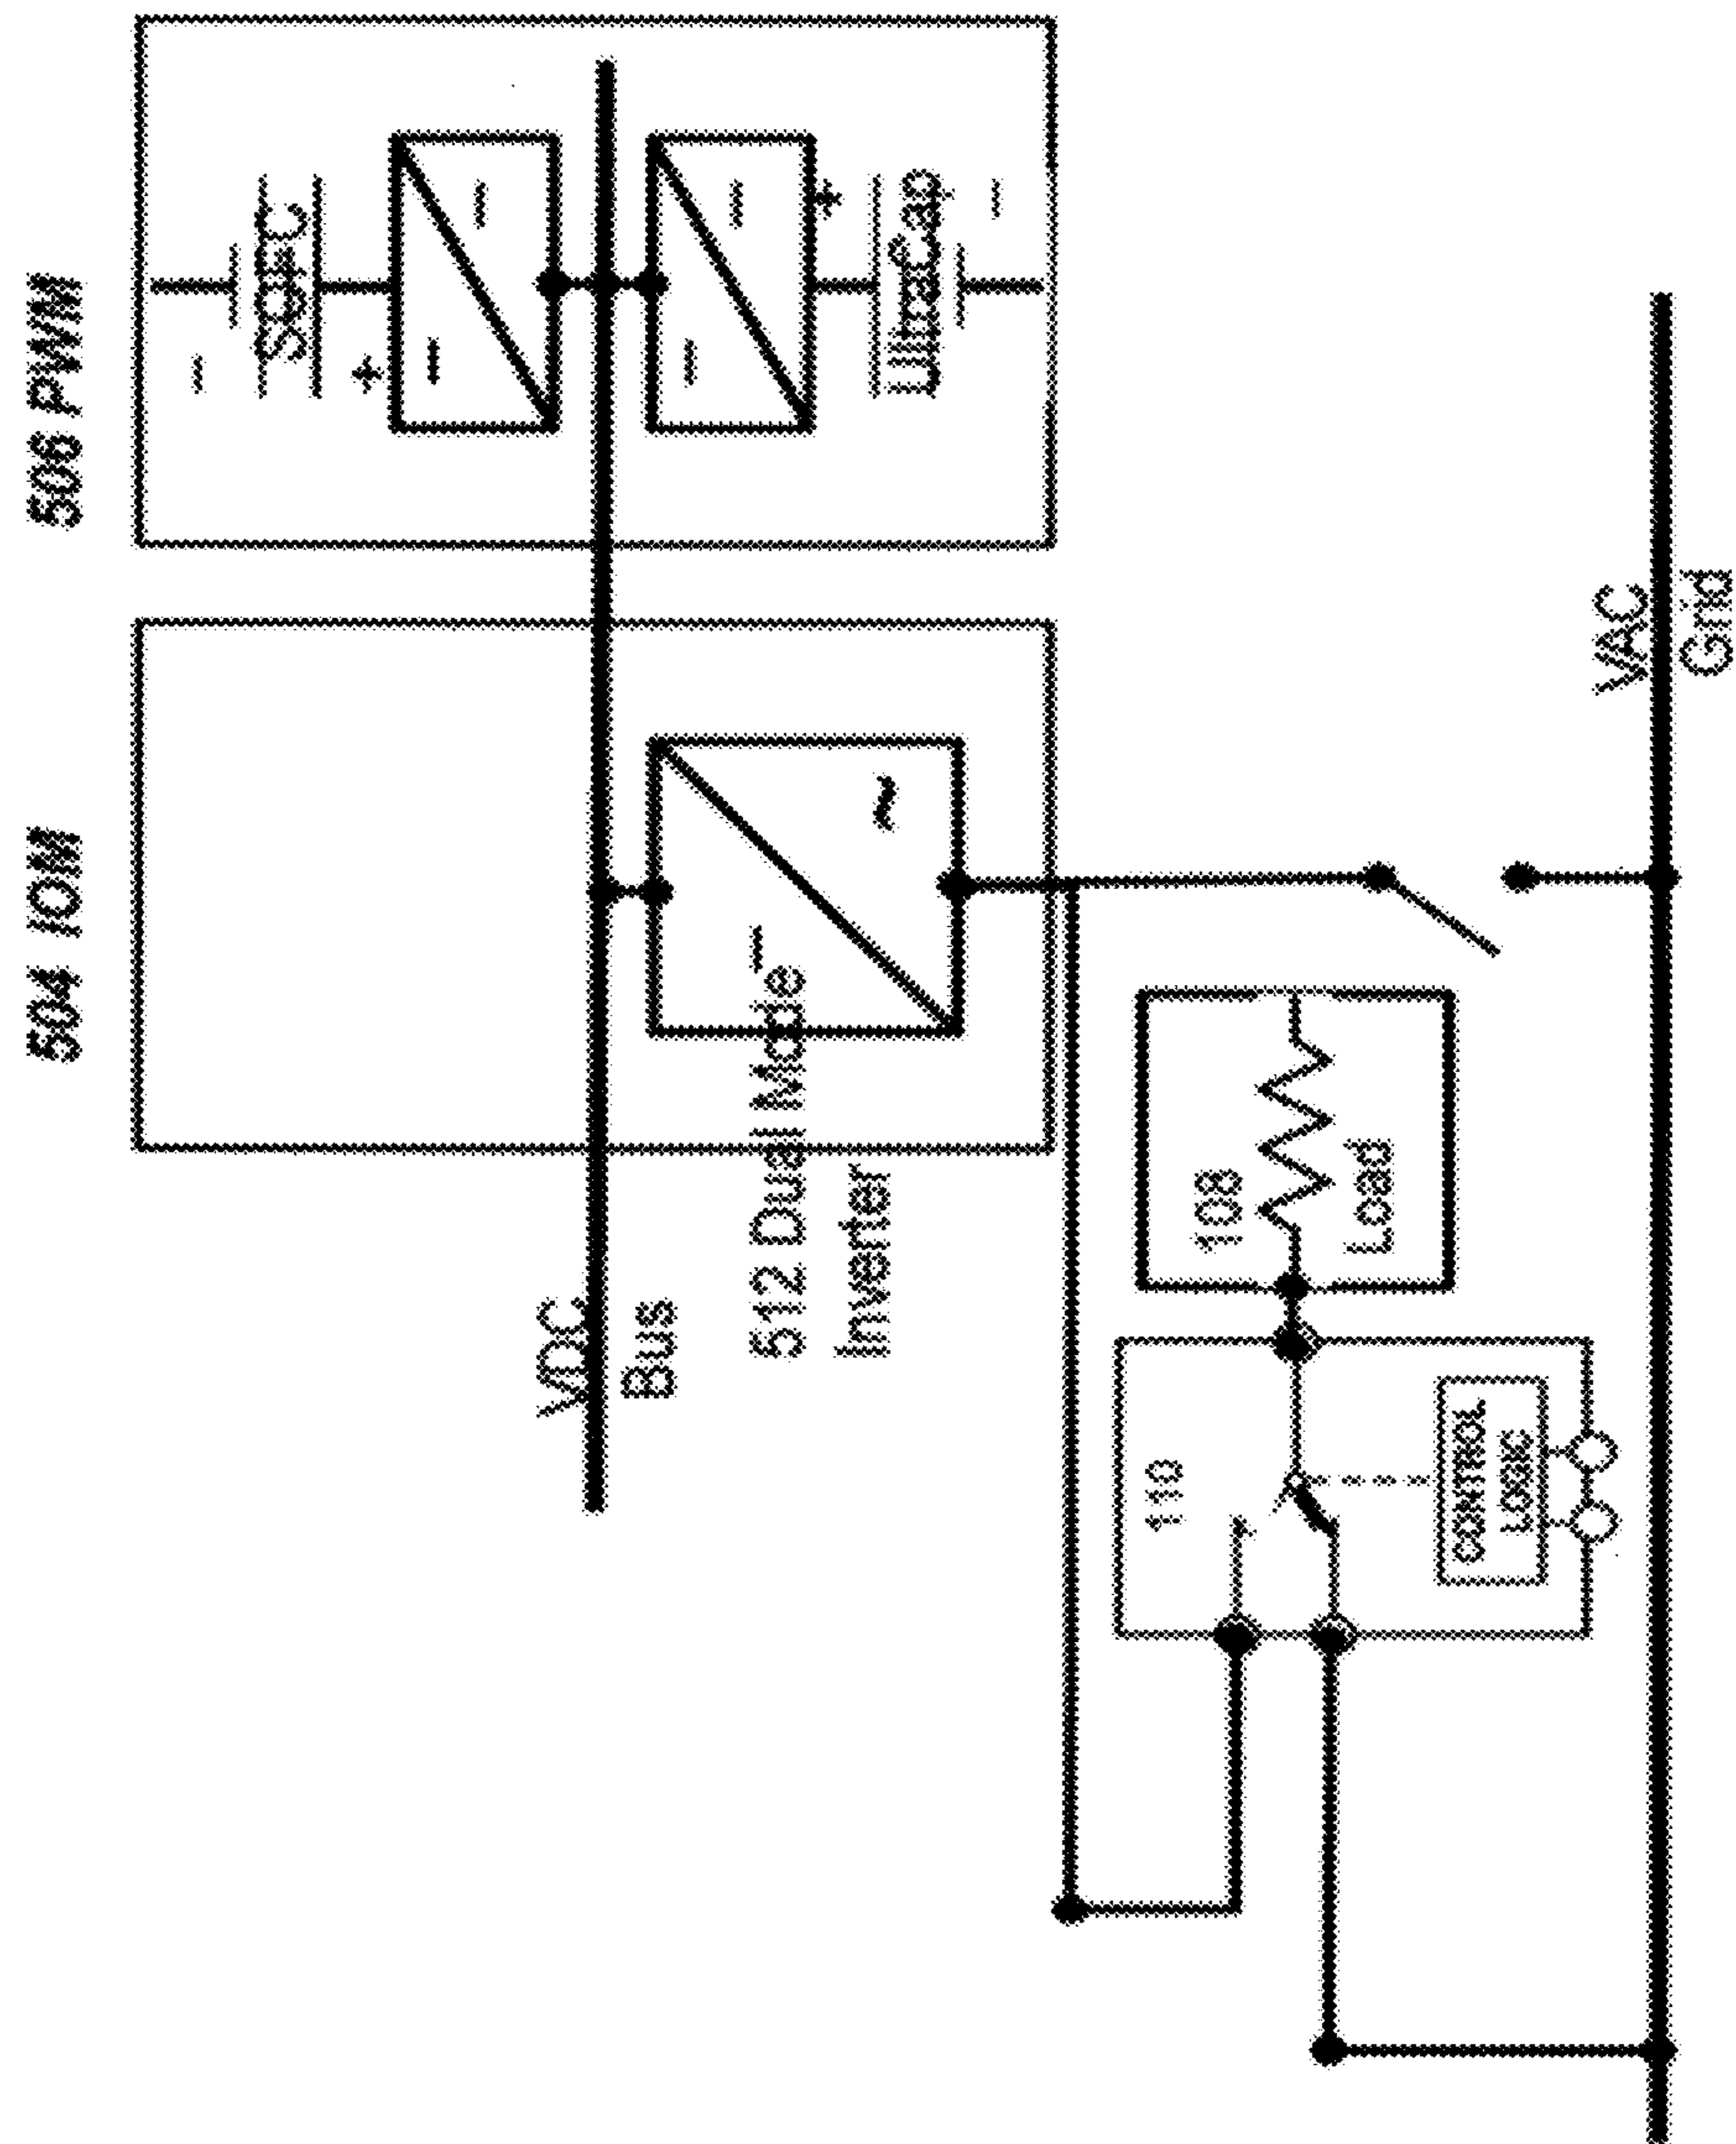 506 PWM
SOFC
UltraCap
504 IOM
512 Dual Mode
Inverter
VDC
Bus
VAC
Grid
108
Load
110
CONTROL
LOGIC